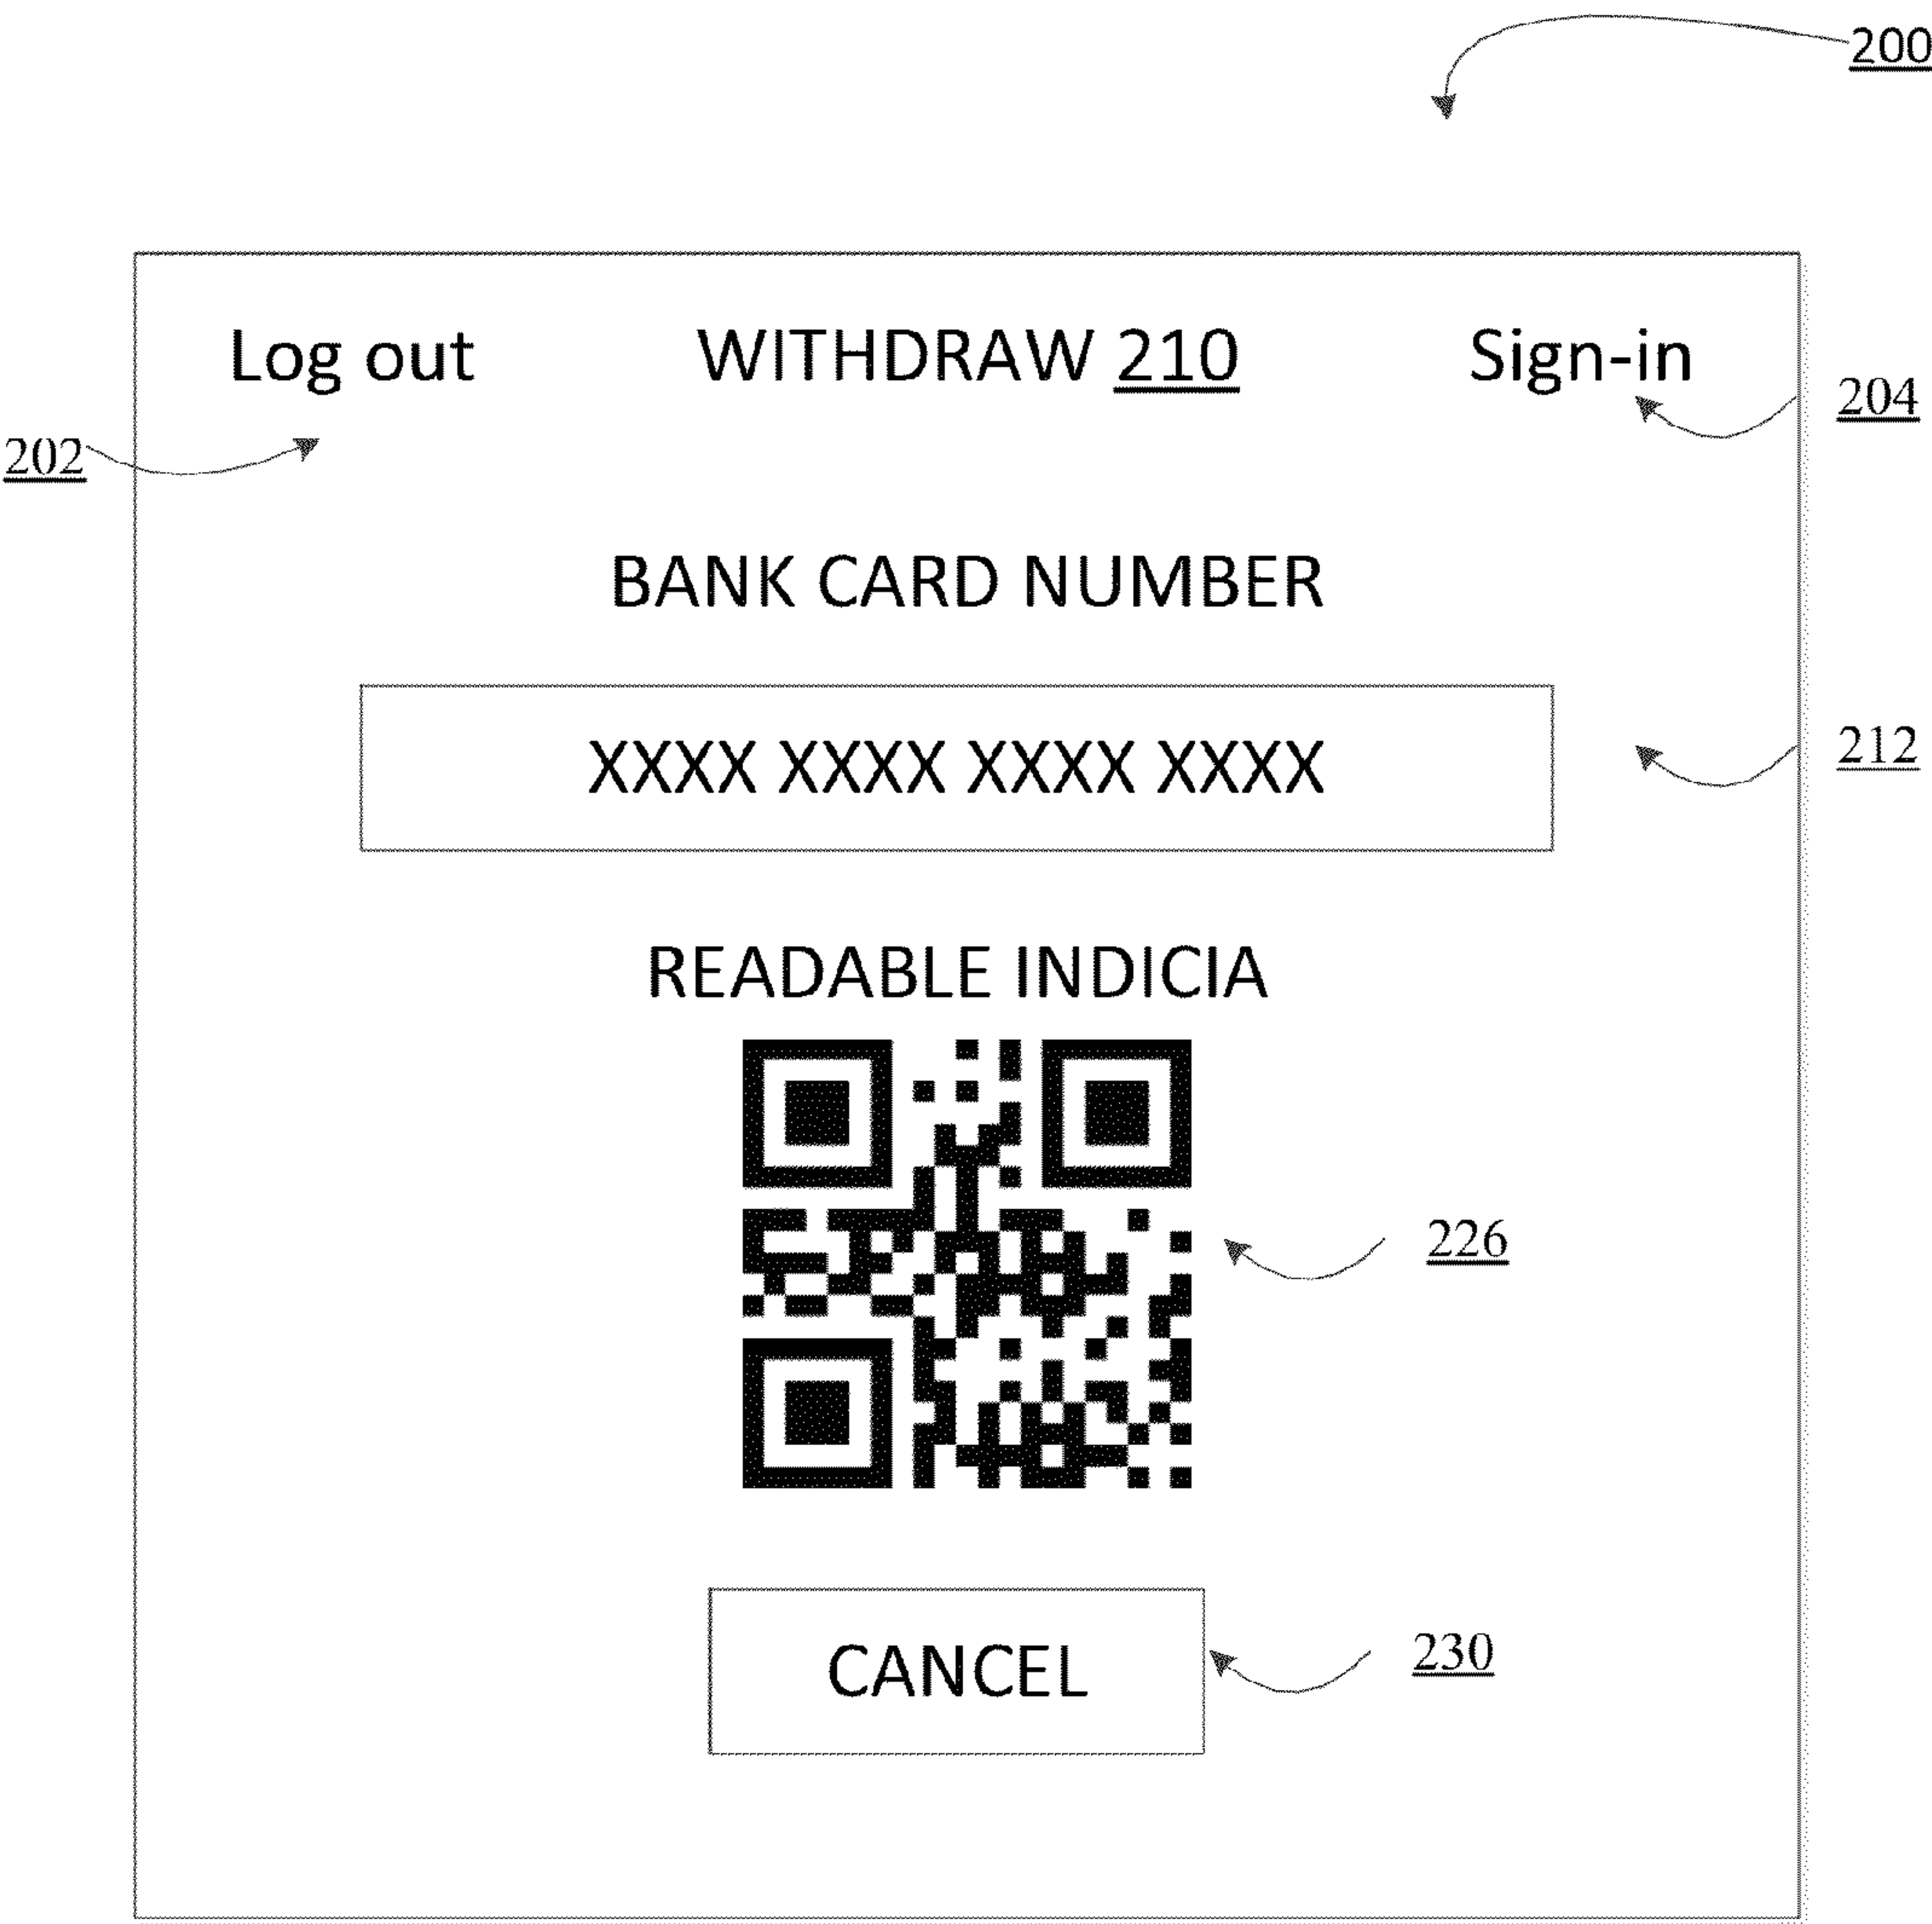 200
Log out WITHDRAW 210 Sign-in
204
202
BANK CARD NUMBER
XXXX XXXX XXXX XXXX
212
READABLE INDICIA
226
CANCEL
230